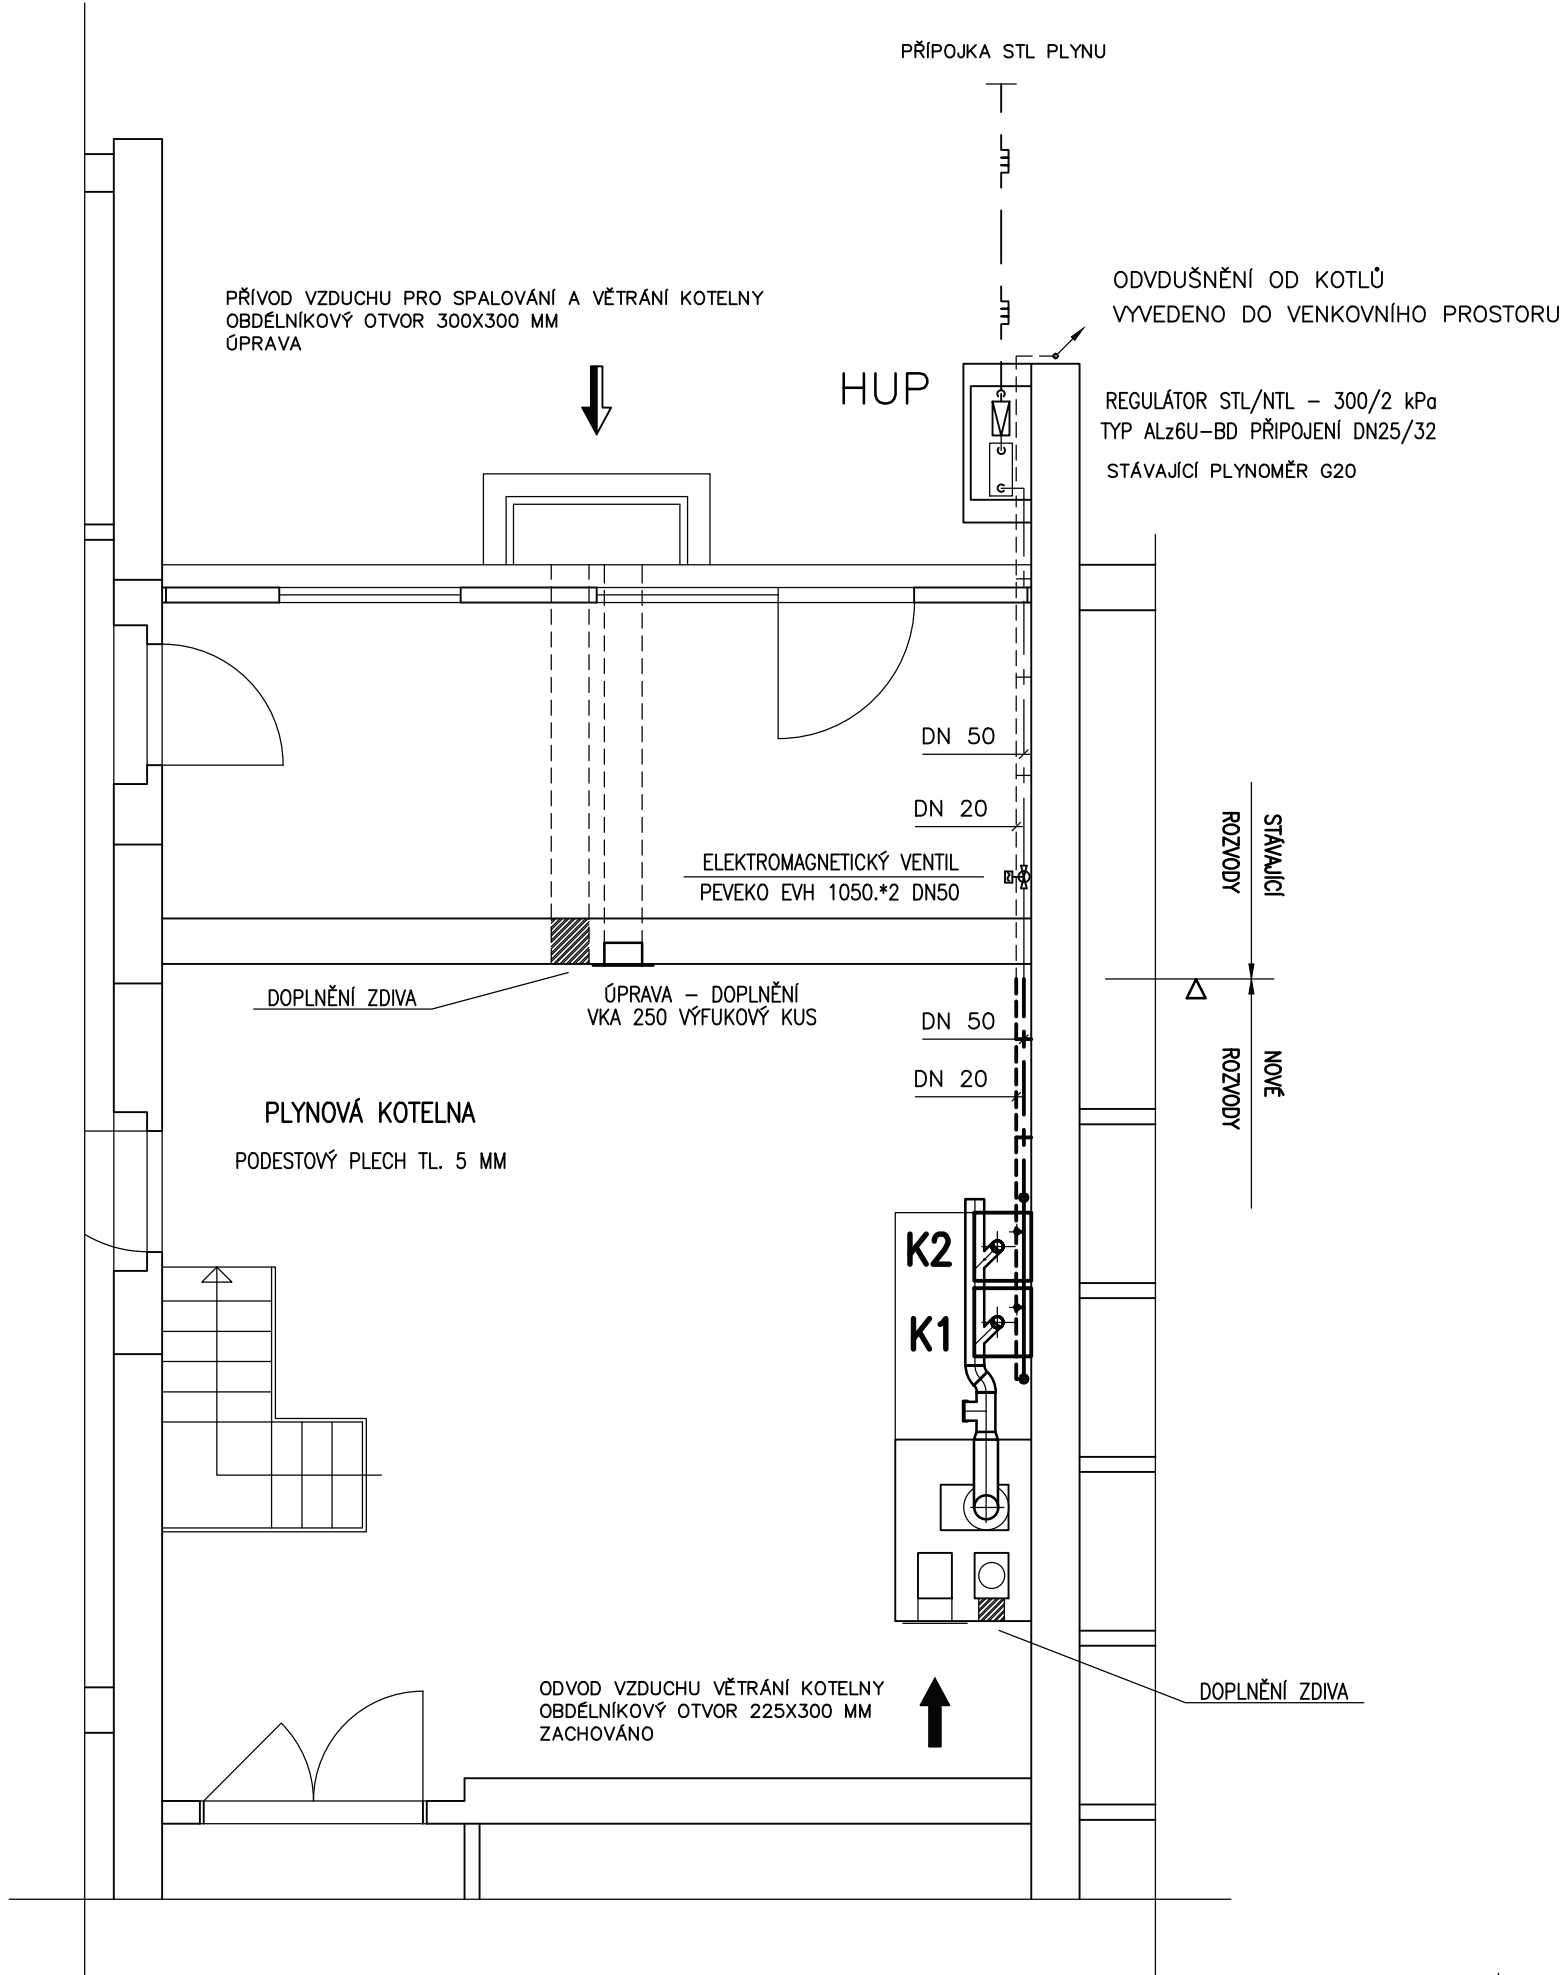 PŘÍPOJKA STL PLYNU
ODVDUŠNĚNÍ OD KOTLŮ
VYVEDENO DO VENKOVNÍHO PROSTORU
PŘÍVOD VZDUCHU PRO SPALOVÁNÍ A VĚTRÁNÍ KOTELNY
OBDÉLNÍKOVÝ OTVOR 300X300 MM
ÚPRAVA
HUP
REGULÁTOR STL/NTL – 300/2 kPa
TYP ALz6U–BD PŘIPOJENÍ DN25/32
STÁVAJÍCÍ PLYNOMĚR G20
DN 50
DN 20
ELEKTROMAGNETICKÝ VENTIL
PEVEKO EVH 1050.*2 DN50
STÁVAJÍCÍ
ROZVODY
DOPLNĚNÍ ZDIVA
ÚPRAVA – DOPLNĚNÍ
VKA 250 VÝFUKOVÝ KUS
DN 50
DN 20
NOVÉ
ROZVODY
PLYNOVÁ KOTELNA
PODESTOVÝ PLECH TL. 5 MM
K2
K1
ODVOD VZDUCHU VĚTRÁNÍ KOTELNY
OBDÉLNÍKOVÝ OTVOR 225X300 MM
ZACHOVÁNO
DOPLNĚNÍ ZDIVA